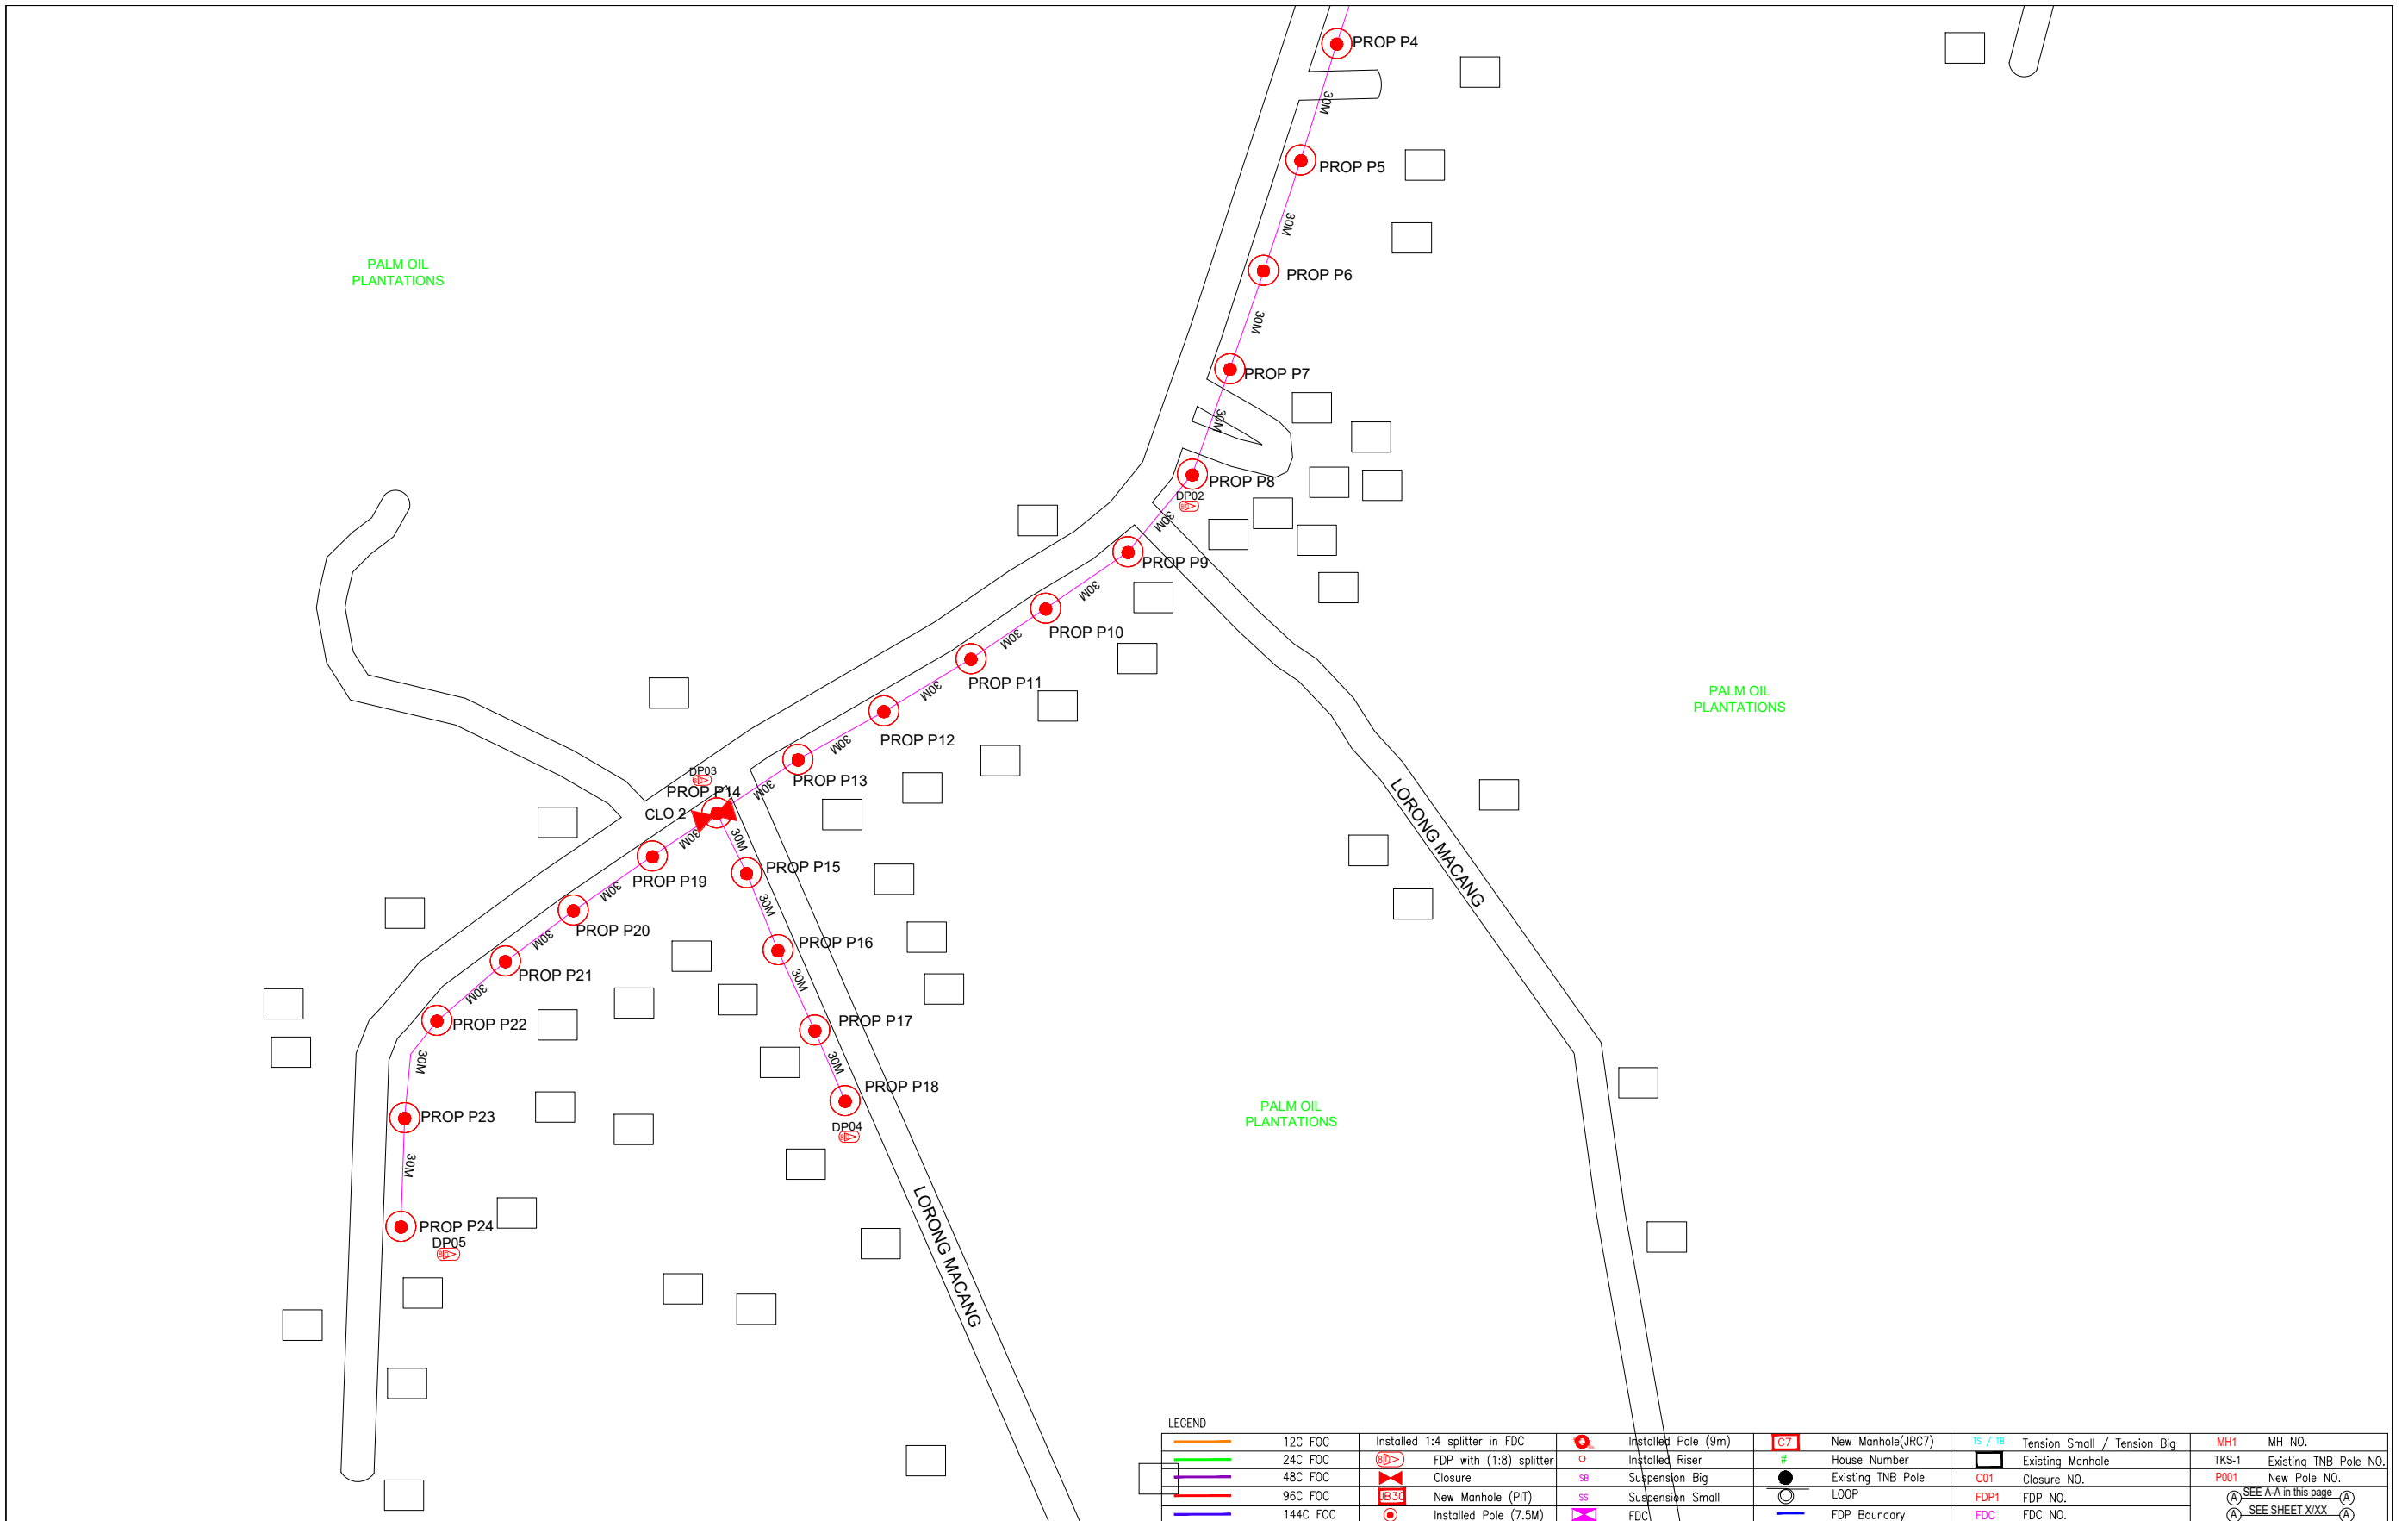 PROP P4
30M
PROP P5
30M
PALM OIL
PLANTATIONS
PROP P6
30M
PROP P7
30M
PROP P8
DP02
8
30M
PROP P9
30M
PROP P10
30M
PROP P11
30M
PROP P12
30M
PALM OIL
PLANTATIONS
PROP P13
DP03
8
30M
PROP P14
CLO 2
30M
30M
PROP P15
PROP P19
30M
30M
PROP P20
PROP P16
30M
30M
PROP P21
30M
PROP P17
PROP P22
30M
30M
PROP P18
PROP P23
DP04
8
30M
PROP P24
DP05
8
LORONG MACANG
PALM OIL
PLANTATIONS
LORONG MACANG
LEGEND
12C FOC
24C FOC
48C FOC
96C FOC
144C FOC
Installed 1:4 splitter in FDC
8 FDP with (1:8) splitter
Closure
JB3C New Manhole (PIT)
Installed Pole (7.5M)
Installed Pole (9m)
Installed Riser
SB Suspension Big
SS Suspension Small
FDC
C7 New Manhole(JRC7)
# House Number
Existing TNB Pole
LOOP
FDP Boundary
TS / TB Tension Small / Tension Big
Existing Manhole
C01 Closure NO.
FDP1 FDP NO.
FDC FDC NO.
MH1 MH NO.
TKS-1 Existing TNB Pole NO.
P001 New Pole NO.
A SEE A-A in this page A
A SEE SHEET X/XX A